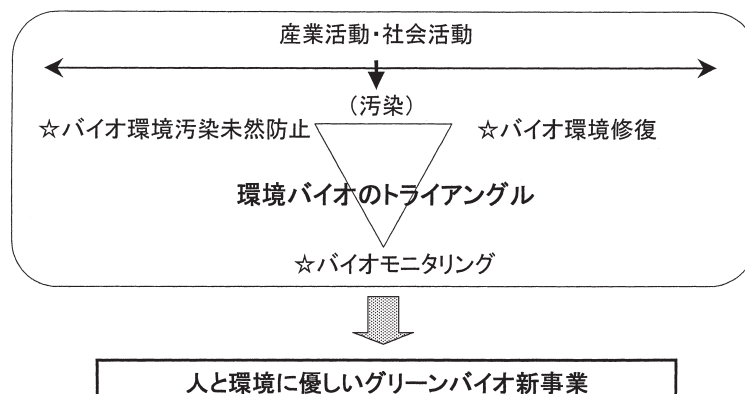 産業活動・社会活動
(汚染)
☆バイオ環境汚染未然防止
☆バイオ環境修復
環境バイオのトライアングル
☆バイオモニタリング
人と環境に優しいグリーンバイオ新事業